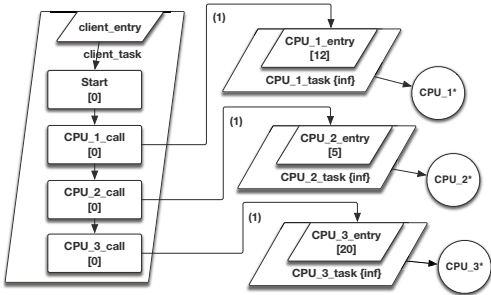 client_entry
client_task
Start
[0]
CPU_1_call
[0]
CPU_2_call
[0]
CPU_3_call
[0]
(1)
CPU_1_entry
[12]
CPU_1_task {inf}
CPU_1*
(1)
CPU_2_entry
[5]
CPU_2_task {inf}
CPU_2*
(1)
CPU_3_entry
[20]
CPU_3_task {inf}
CPU_3*